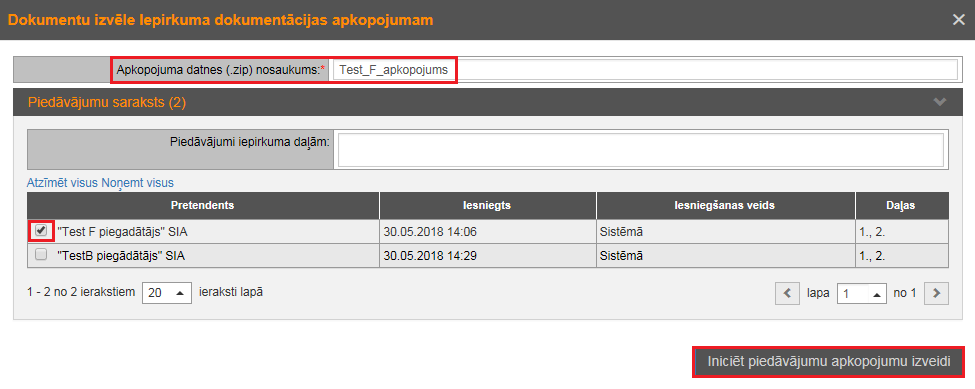 Dokumentu izvēle Iepirkuma dokumentācijas apkopojumam
Apkopojuma datnes (.zip) nosaukums:* Test_F_apkopojums
Piedāvājumu saraksts (2)
Piedāvājumi iepirkuma daļām:
Atzīmēt visus Noņemt visus
Pretendents Iesniegts Iesniegšanas veids Daļas
"Test F piegadātājs" SIA 30.05.2018 14:06 Sistēmā 1., 2.
"TestB piegādātājs" SIA 30.05.2018 14:29 Sistēmā 1., 2.
1 - 2 no 2 ierakstiem 20 ieraksti lapā lapa 1 no 1
Iniciēt piedāvājumu apkopojumu izveidi